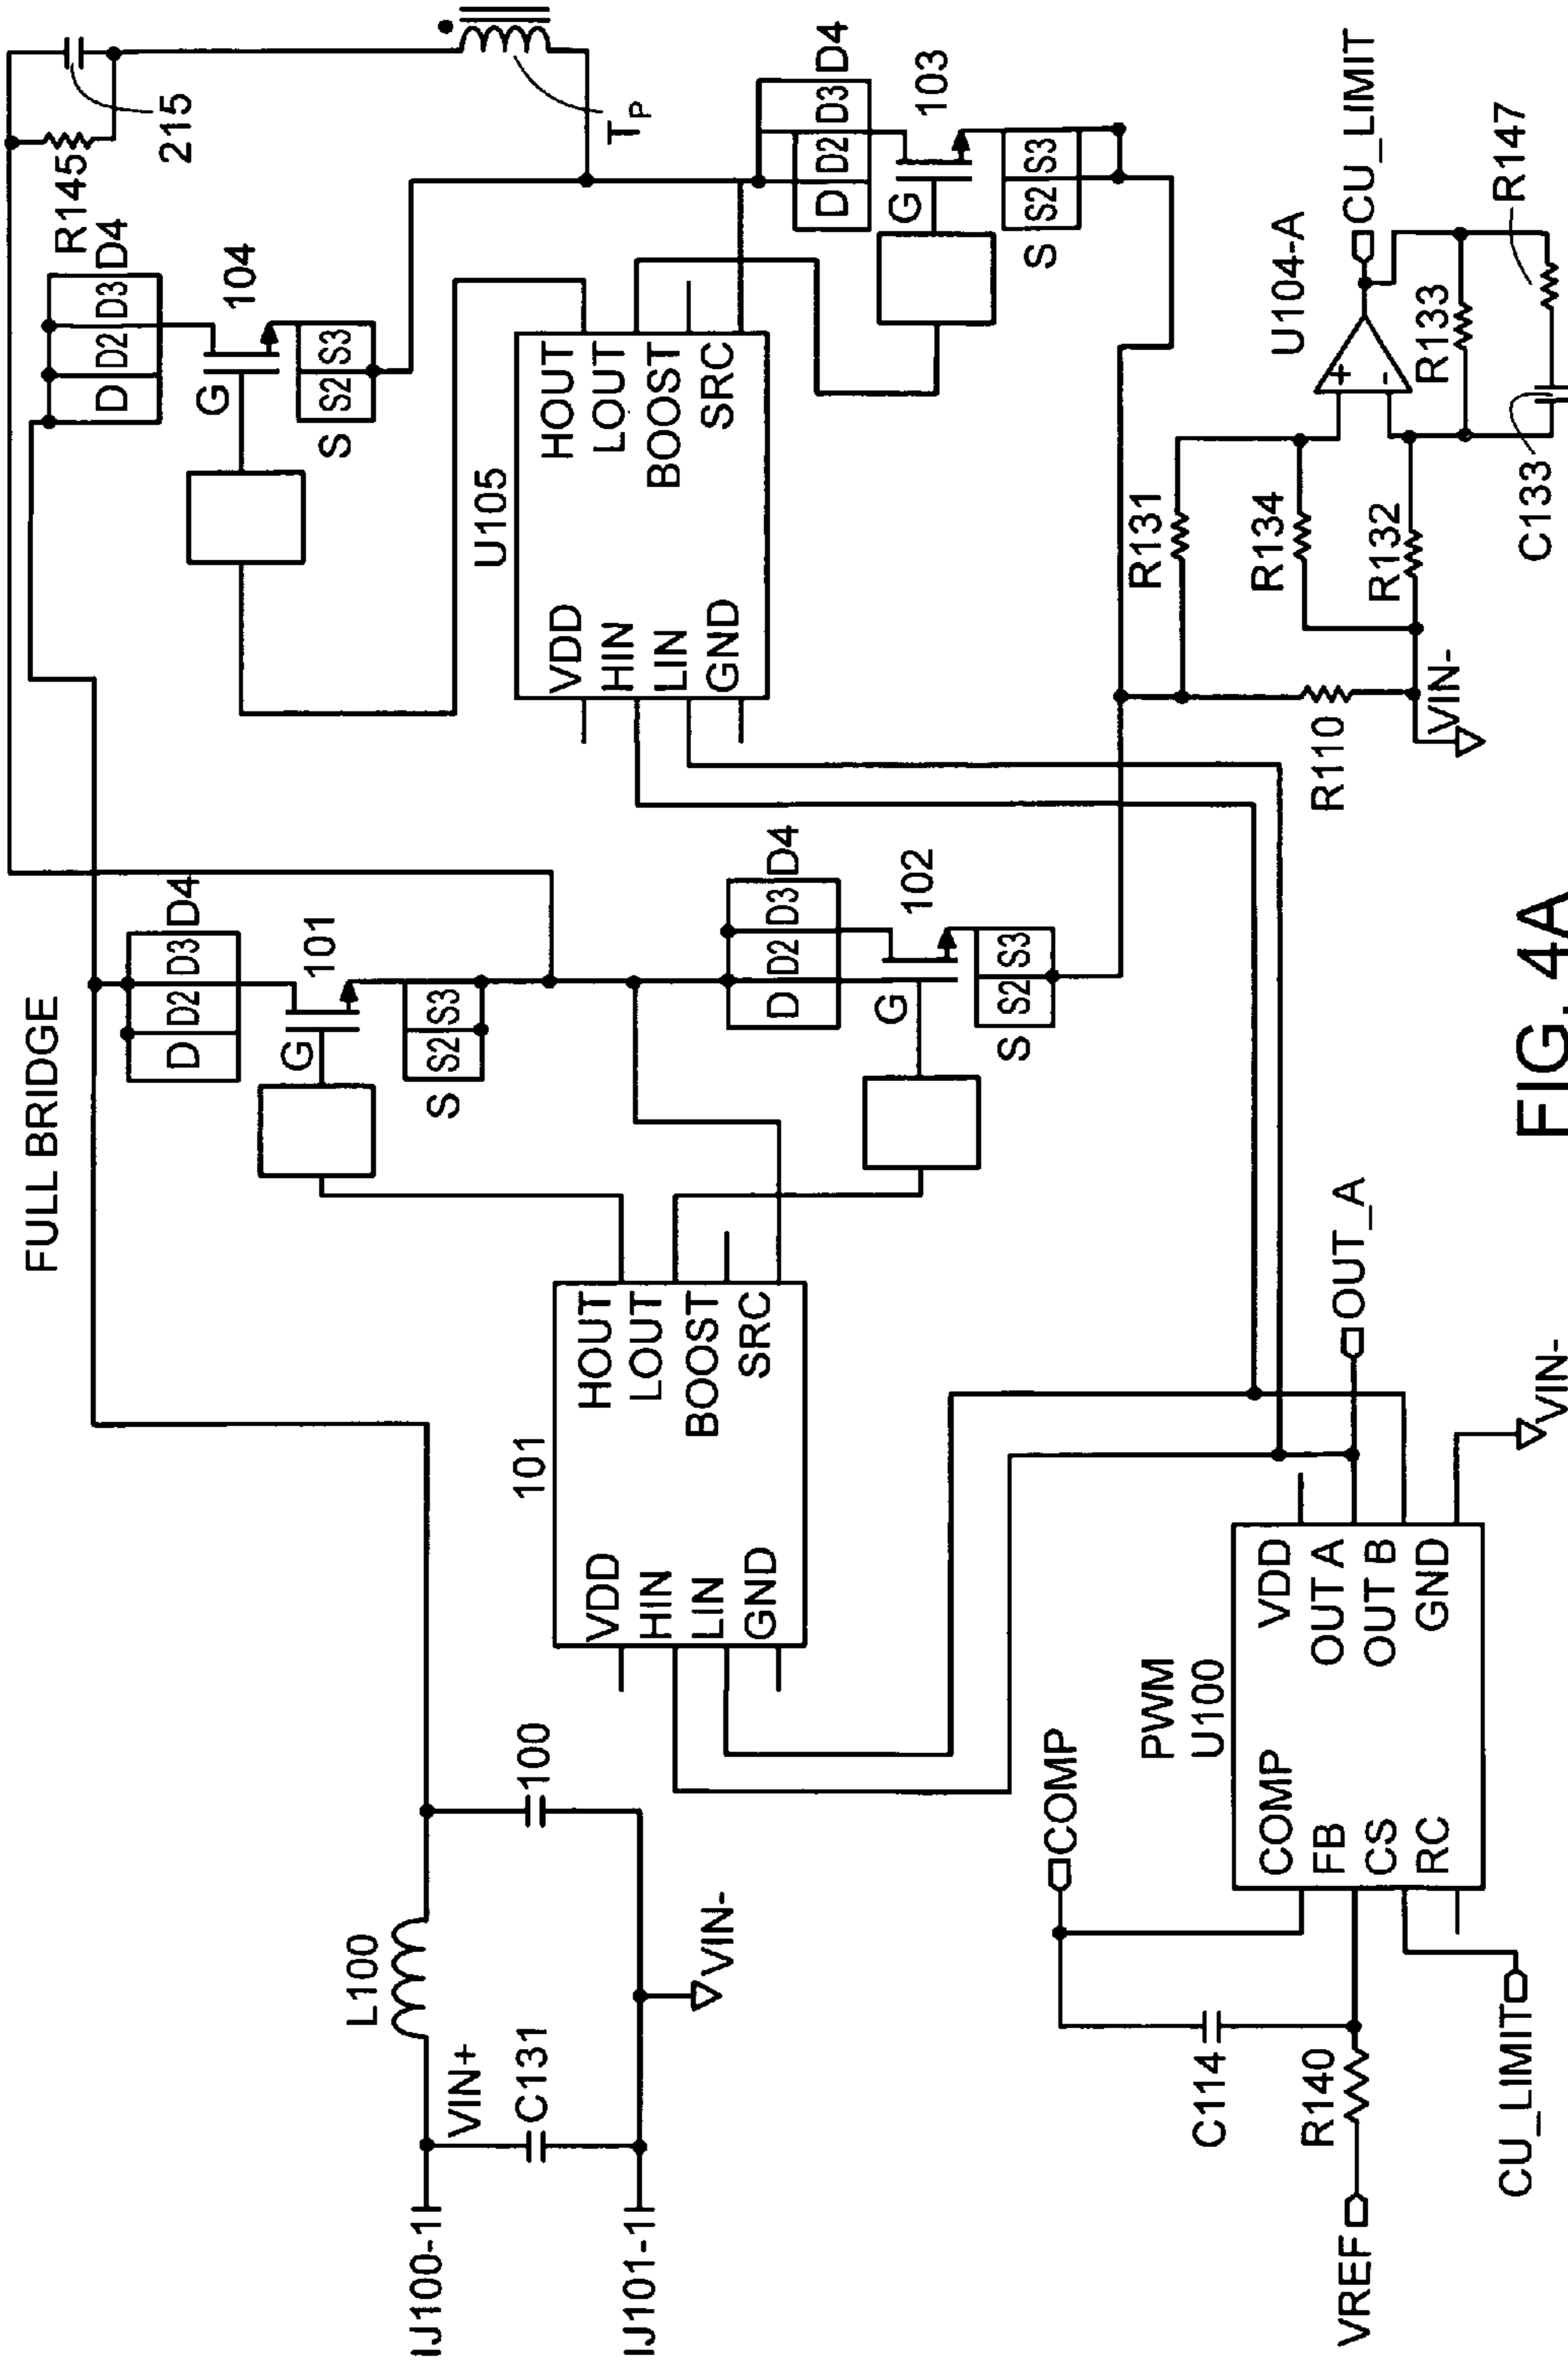 FULL BRIDGE
IJ100-1I
IJ101-1I
VIN+
L100
C131
100
VIN-
101
VDD
HIN
LIN
GND
HOUT
LOUT
BOOST
SRC
D
D2
D3
D4
G
101
S
S2
S3
D
D2
D3
D4
G
102
S
S2
S3
U105
VDD
HIN
LIN
GND
HOUT
LOUT
BOOST
SRC
D
D2
D3
D4
G
104
S
S2
S3
R145
215
TP
D
D2
D3
D4
G
103
S
S2
S3
COMP
PWM
U100
COMP
FB
CS
RC
VDD
OUT A
OUT B
GND
C114
R140
VREF
CU_LIMIT
OUT_A
VIN-
R110
VIN-
R131
R134
R132
U104-A
+
-
CU_LIMIT
R133
R147
C133
FIG. 4A